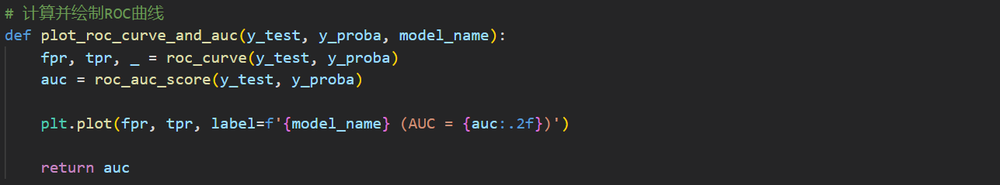 # 计算并绘制ROC曲线
def plot_roc_curve_and_auc(y_test, y_proba, model_name):
    fpr, tpr, _ = roc_curve(y_test, y_proba)
    auc = roc_auc_score(y_test, y_proba)

    plt.plot(fpr, tpr, label=f'{model_name} (AUC = {auc:.2f})')

    return auc